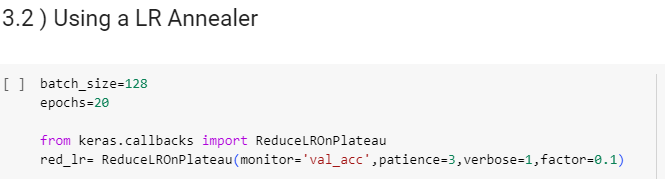 3.2 ) Using a LR Annealer
[ ] batch_size=128
epochs=20
from keras.callbacks import ReduceLROnPlateau
red_lr= ReduceLROnPlateau(monitor='val_acc',patience=3,verbose=1,factor=0.1)